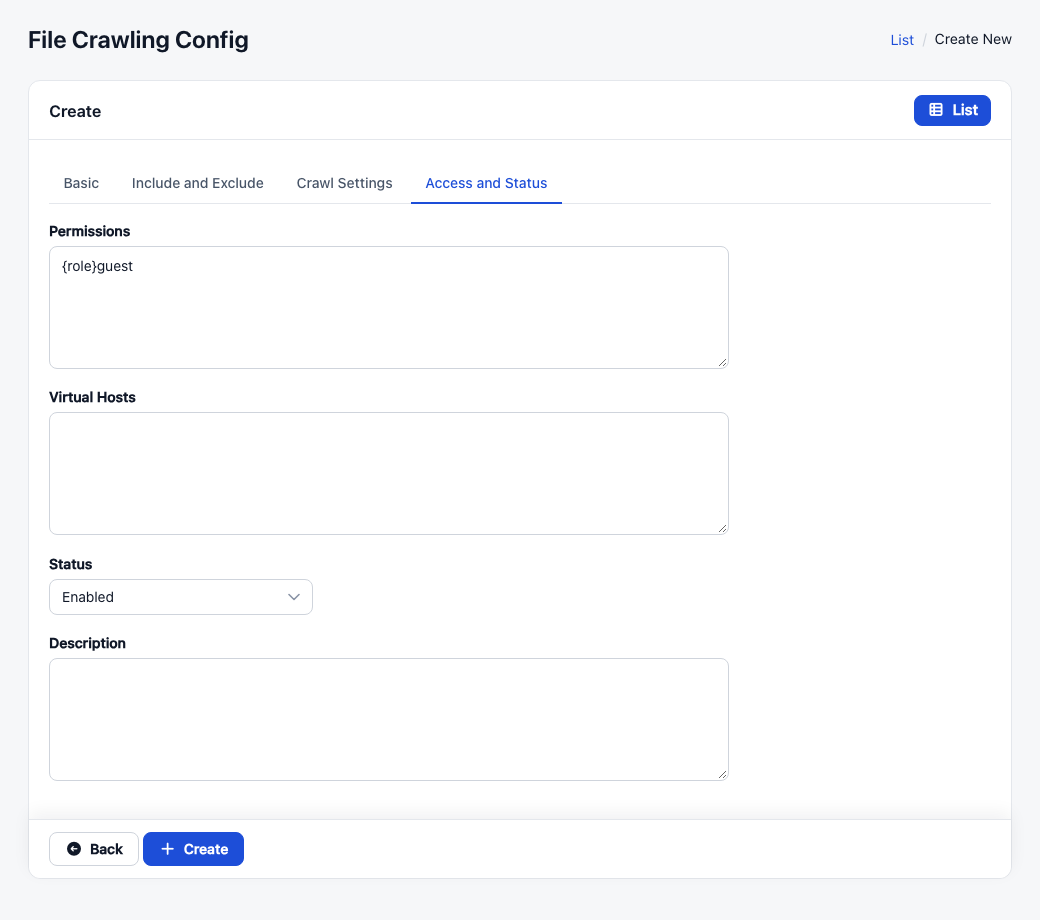 File Crawling Config
List / Create New
Create
List
Basic
Include and Exclude
Crawl Settings
Access and Status
Permissions
{role}guest
Virtual Hosts
Status
Enabled
Description
Back
Create